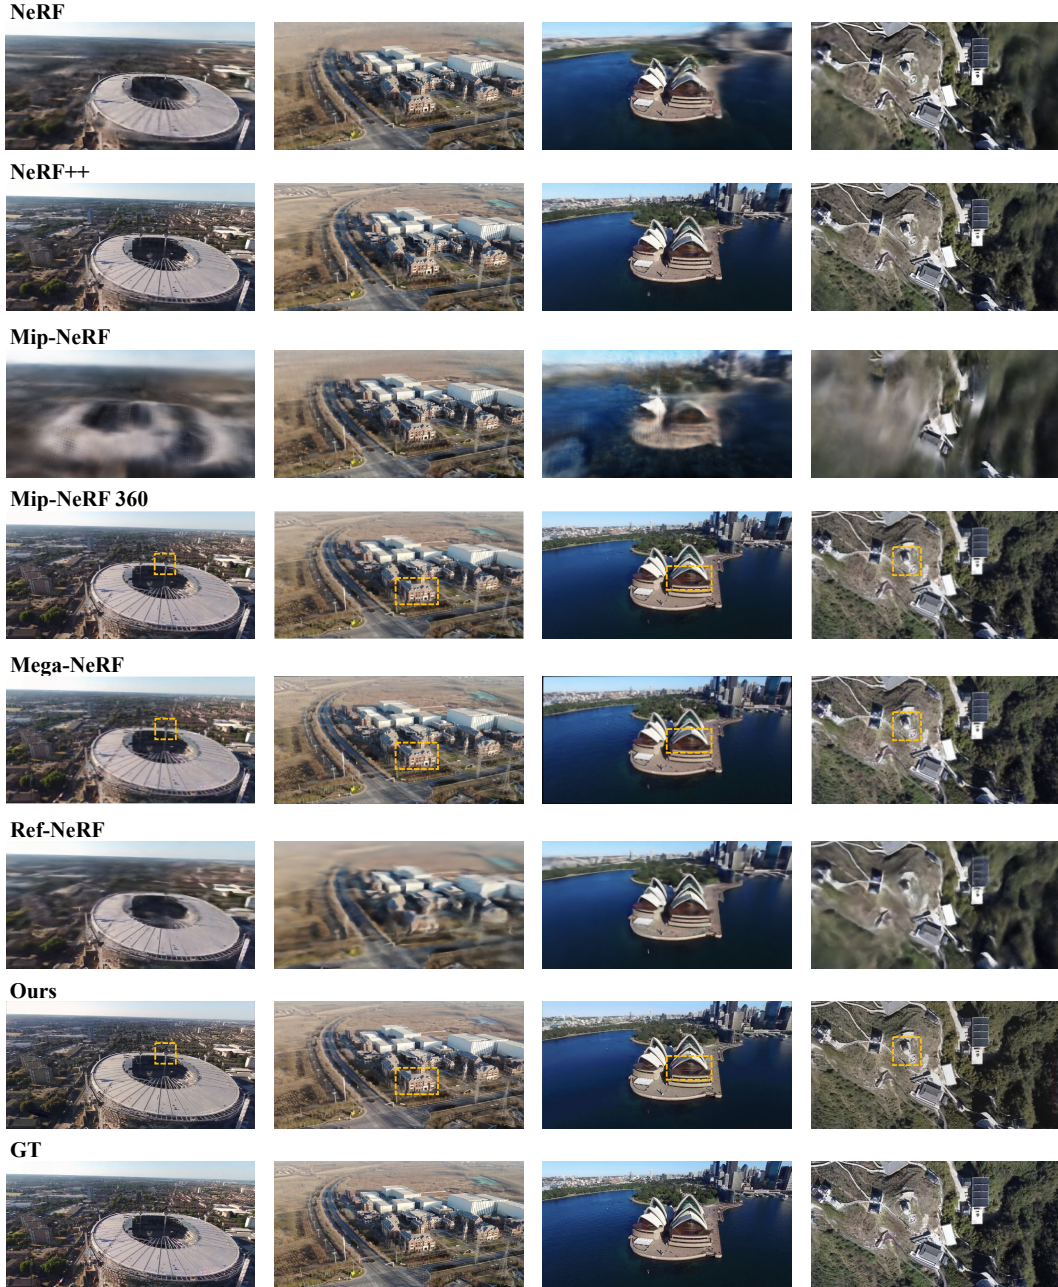 NeRF
NeRF++
Mip-NeRF
Mip-NeRF 360
Mega-NeRF
Ref-NeRF
Ours
GT